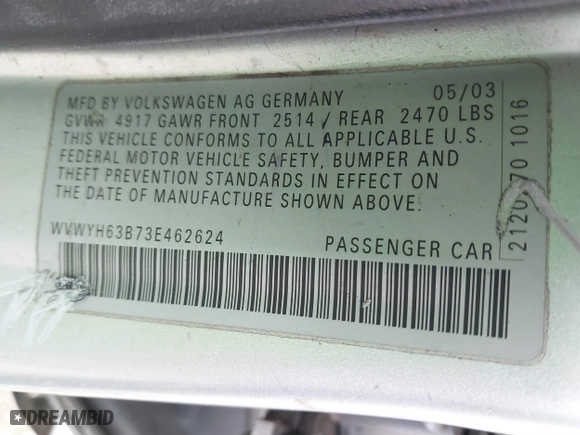 MFD BY VOLKSWAGEN AG GERMANY 05/03
GVWR 4917 GAWR FRONT 2514 / REAR 2470 LBS
THIS VEHICLE CONFORMS TO ALL APPLICABLE U.S.
FEDERAL MOTOR VEHICLE SAFETY, BUMPER AND
THEFT PREVENTION STANDARDS IN EFFECT ON
THE DATE OF MANUFACTURE SHOWN ABOVE.
WVWYH63B73E462624 PASSENGER CAR
1016
DREAMBID